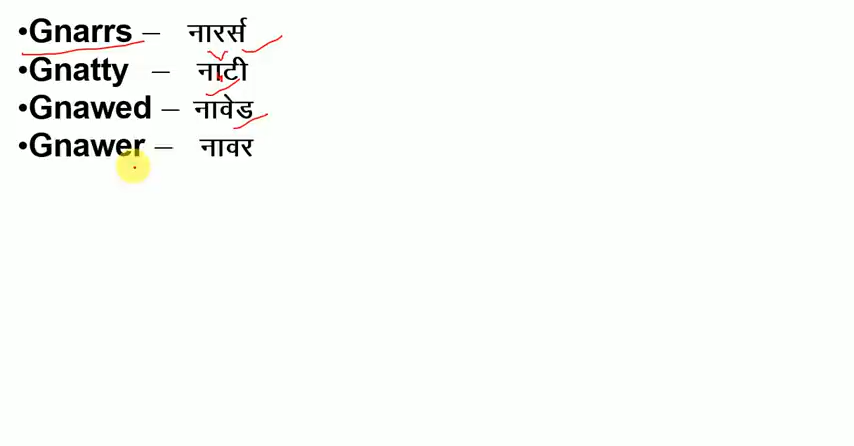 •Gnarrs – नारर्स
•Gnatty – नाटी
•Gnawed – नावेड
•Gnawer – नावर